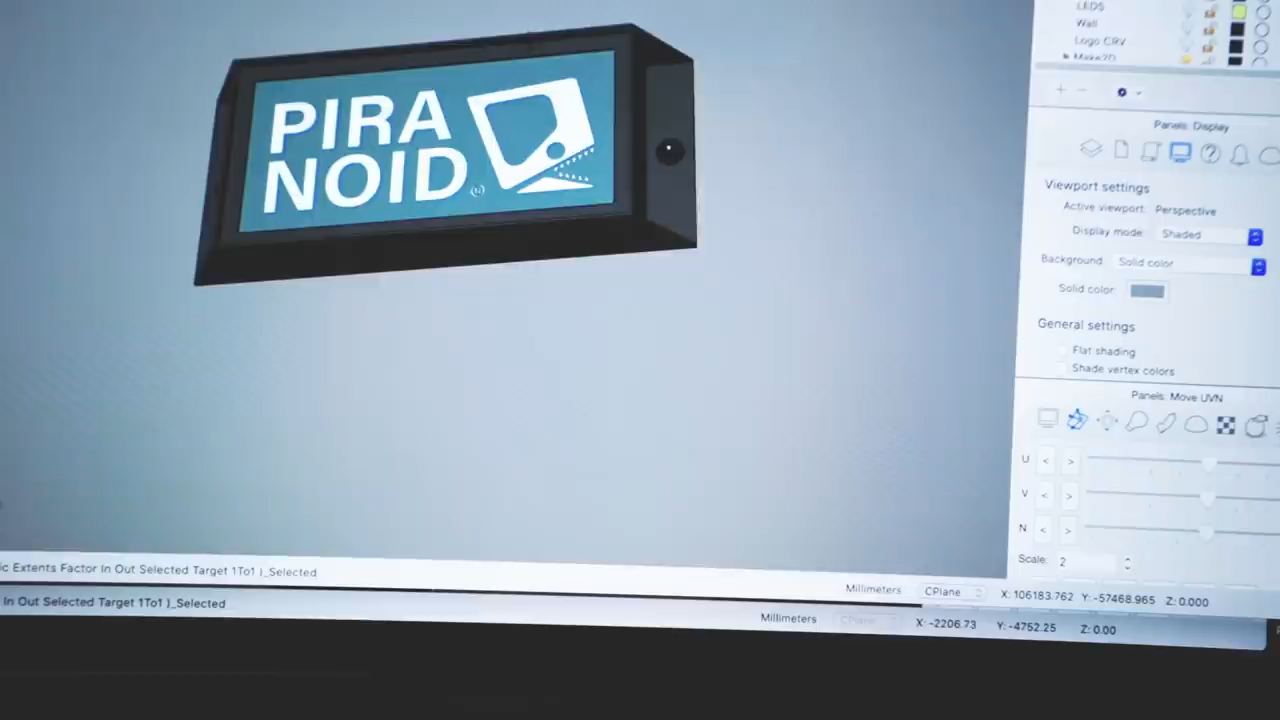 LEDS
Wall
Logo CRV
Make2D
PIRA
NOID
Panels: Display
Viewport settings
Active viewport: Perspective
Display mode: Shaded
Background: Solid color
Solid color:
General settings
Flat shading
Shade vertex colors
Panels: Move UVN
U < >
V < >
N < >
Scale: 2
ic Extents Factor In Out Selected Target 1To1 )_Selected
Millimeters CPlane X: 106183.762 Y: -57468.965 Z: 0.000
In Out Selected Target 1To1 )_Selected
Millimeters CPlane X: -2206.73 Y: -4752.25 Z: 0.00